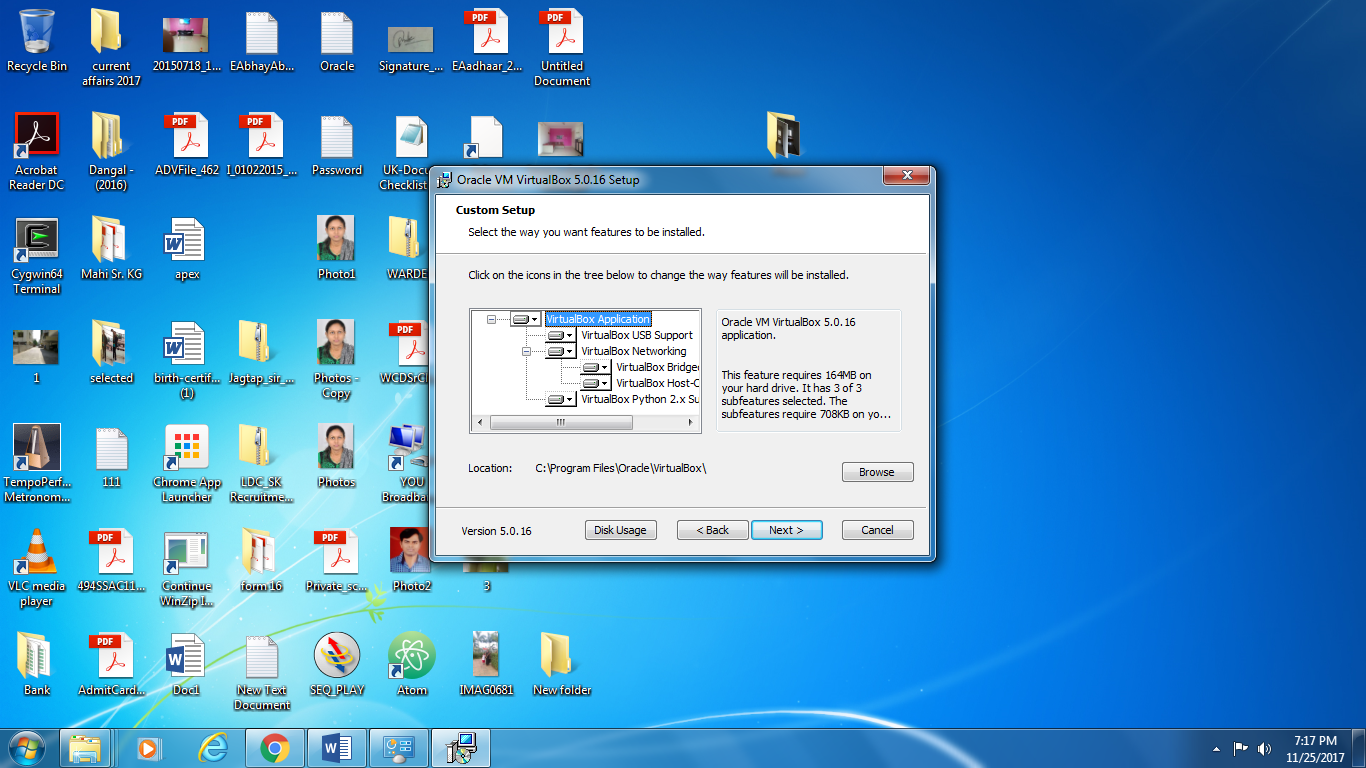 Recycle Bin
current
affairs 2017
20150718_1...
EAbhayAb...
Oracle
Signature_...
EAadhaar_2...
Untitled
Document
Acrobat
Reader DC
Dangal -
(2016)
ADVFile_462
I_01022015_...
Password
UK-Docu
Checklist
Cygwin64
Terminal
Mahi Sr. KG
apex
Photo1
WARDE
1
selected
birth-certif...
(1)
Jagtap_sir_...
Photos -
Copy
WCDSrCl
TempoPerf...
Metronom...
111
Chrome App
Launcher
LDC_SK
Recruitme...
Photos
YOU
Broadban
VLC media
player
494SSAC11...
Continue
WinZip I...
form 16
Private_sc...
Photo2
3
Bank
AdmitCard...
Doc1
New Text
Document
SEQ_PLAY
Atom
IMAG0681
New folder
Oracle VM VirtualBox 5.0.16 Setup
Custom Setup
Select the way you want features to be installed.
Click on the icons in the tree below to change the way features will be installed.
VirtualBox Application
VirtualBox USB Support
VirtualBox Networking
VirtualBox Bridge
VirtualBox Host-C
VirtualBox Python 2.x Su
Oracle VM VirtualBox 5.0.16
application.
This feature requires 164MB on
your hard drive. It has 3 of 3
subfeatures selected. The
subfeatures require 708KB on yo...
Location: C:\Program Files\Oracle\VirtualBox\
Browse
Version 5.0.16
Disk Usage
< Back
Next >
Cancel
7:17 PM
11/25/2017